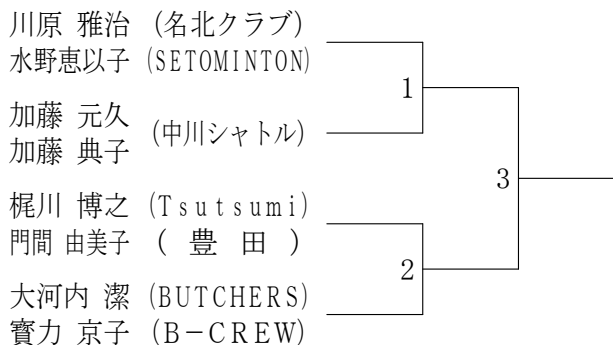 川原 雅治 (名北クラブ)
水野恵以子 (SETOMINTON)
1
加藤 元久
(中川シャトル)
加藤 典子
3
梶川 博之 (Tsutsumi)
門間 由美子 ( 豊 田 )
2
大河内 潔 (BUTCHERS)
寳力 京子 (B−CREW)